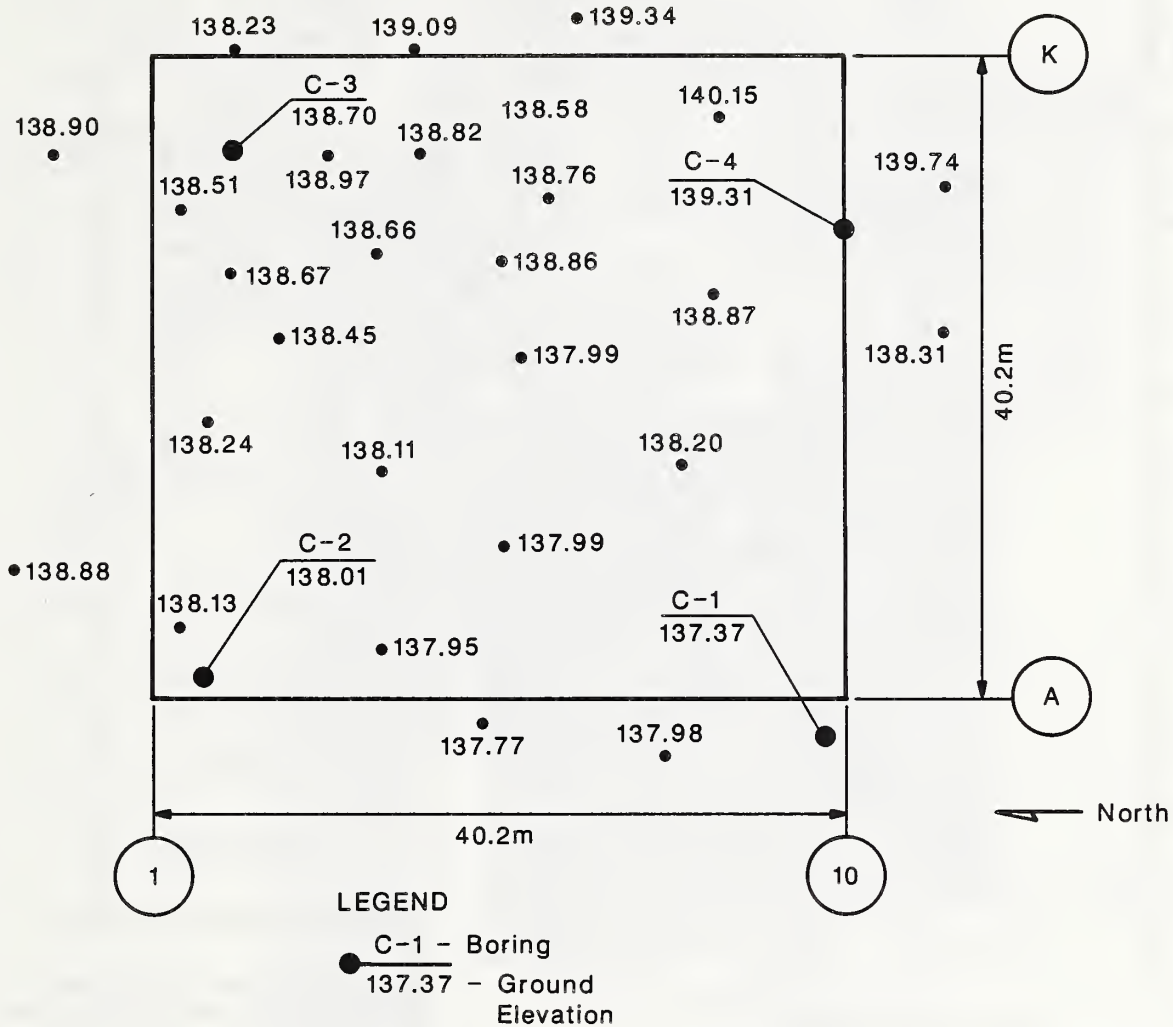 138.23
139.09
139.34
K
C-3
138.70
138.58
140.15
138.90
138.82
138.97
C-4
139.31
139.74
138.51
138.76
138.66
138.86
138.67
138.87
138.45
137.99
138.31
40.2m
138.24
138.11
138.20
C-2
138.01
137.99
138.88
138.13
137.95
C-1
137.37
A
137.77
137.98
North
40.2m
1
10
LEGEND
C-1 - Boring
137.37 - Ground
Elevation